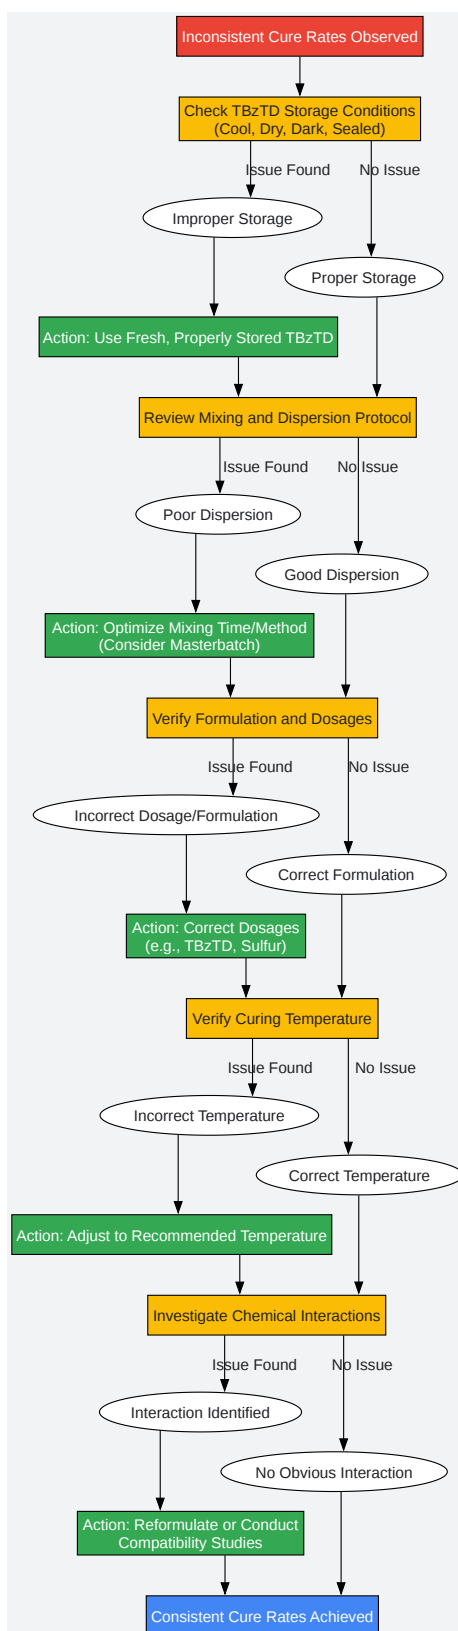 Inconsistent Cure Rates Observed
Check TBzTD Storage Conditions
(Cool, Dry, Dark, Sealed)
Issue Found
No Issue
Improper Storage
Proper Storage
Action: Use Fresh, Properly Stored TBzTD
Review Mixing and Dispersion Protocol
Issue Found
No Issue
Poor Dispersion
Good Dispersion
Action: Optimize Mixing Time/Method
(Consider Masterbatch)
Verify Formulation and Dosages
Issue Found
No Issue
Incorrect Dosage/Formulation
Correct Formulation
Action: Correct Dosages
(e.g., TBzTD, Sulfur)
Verify Curing Temperature
Issue Found
No Issue
Incorrect Temperature
Correct Temperature
Action: Adjust to Recommended Temperature
Investigate Chemical Interactions
Issue Found
No Issue
Interaction Identified
No Obvious Interaction
Action: Reformulate or Conduct
Compatibility Studies
Consistent Cure Rates Achieved